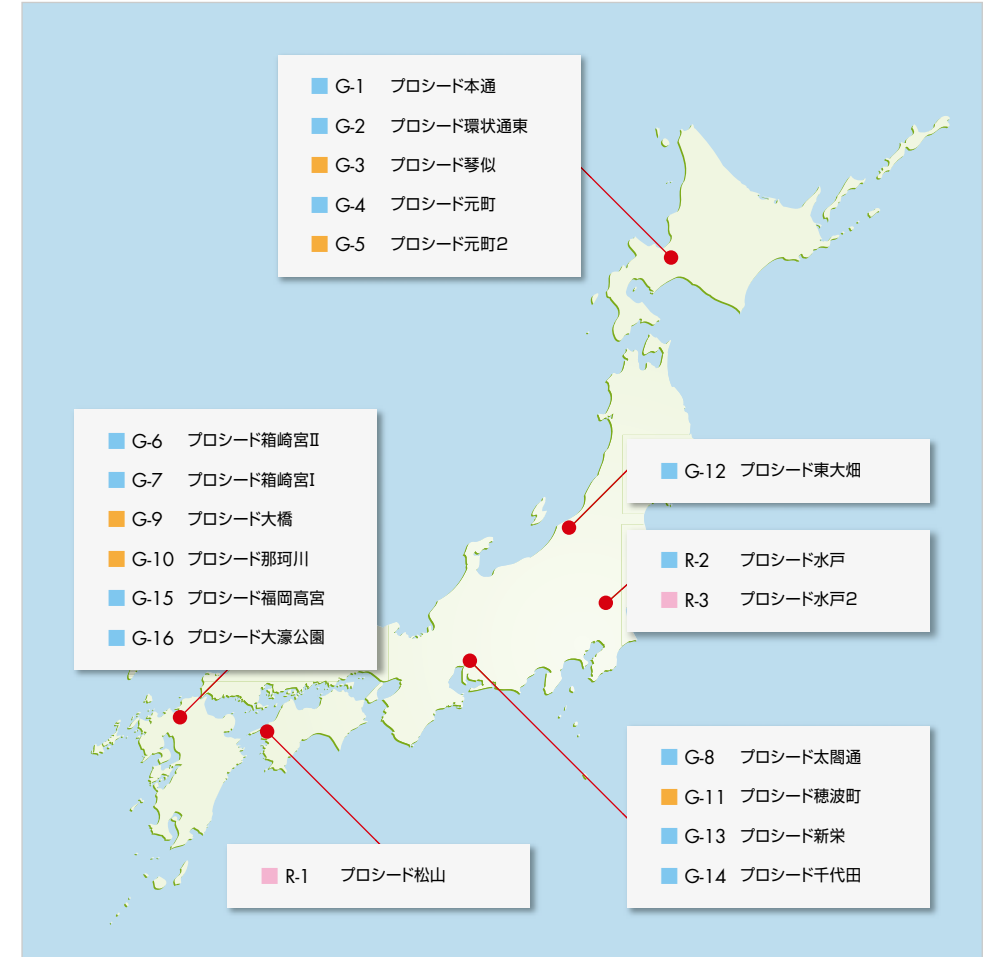 G-1 プロシード本通
G-2 プロシード環状通東
G-3 プロシード琴似
G-4 プロシード元町
G-5 プロシード元町2
G-6 プロシード箱崎宮Ⅱ
G-7 プロシード箱崎宮Ⅰ
G-9 プロシード大橋
G-10 プロシード那珂川
G-15 プロシード福岡高宮
G-16 プロシード大濠公園
G-12 プロシード東大畑
R-2 プロシード水戸
R-3 プロシード水戸2
G-8 プロシード太閤通
G-11 プロシード穂波町
G-13 プロシード新栄
G-14 プロシード千代田
R-1 プロシード松山